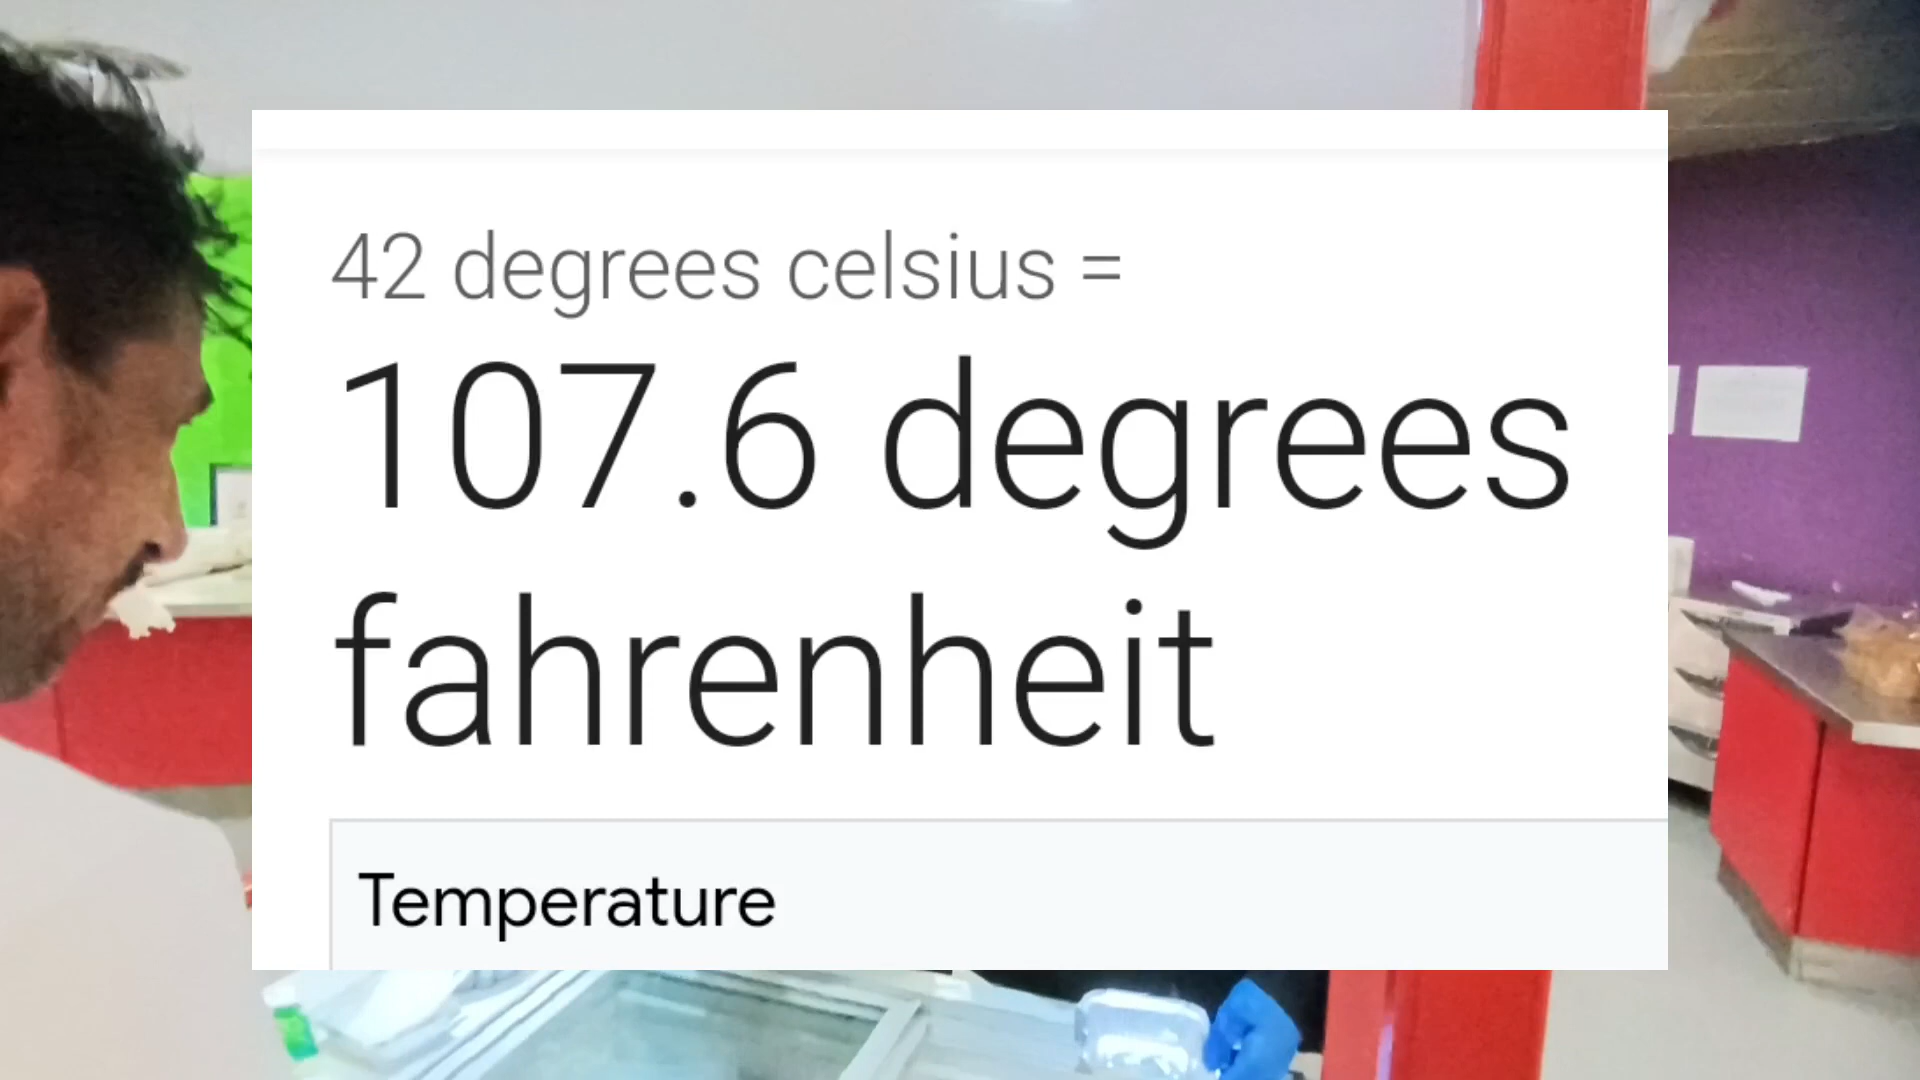 42 degrees celsius =
107.6 degrees
fahrenheit
Temperature